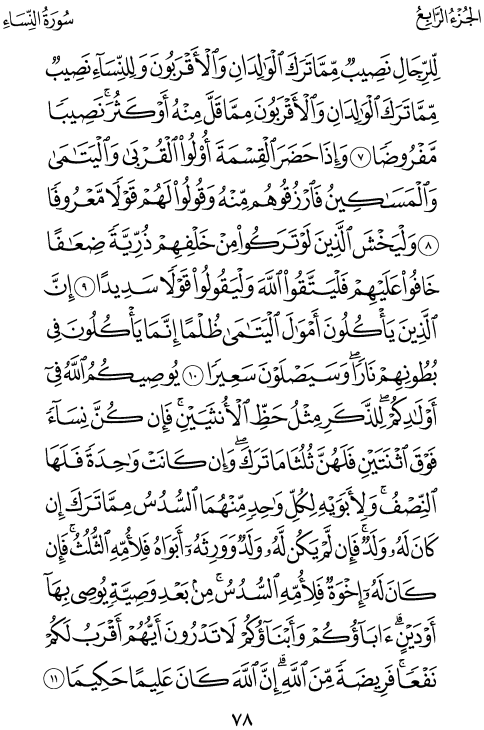 الجُزْءُ الرَّابِعُ سُورَةُ النِّسَاءِ
لِّلرِّجَالِ نَصِيبٌ مِّمَّا تَرَكَ ٱلْوَٰلِدَانِ وَٱلْأَقْرَبُونَ وَلِلنِّسَآءِ نَصِيبٌ
مِّمَّا تَرَكَ ٱلْوَٰلِدَانِ وَٱلْأَقْرَبُونَ مِمَّا قَلَّ مِنْهُ أَوْ كَثُرَ ۚ نَصِيبًا
مَّفْرُوضًا ٧ وَإِذَا حَضَرَ ٱلْقِسْمَةَ أُو۟لُوا۟ ٱلْقُرْبَىٰ وَٱلْيَتَٰمَىٰ
وَٱلْمَسَٰكِينُ فَٱرْزُقُوهُم مِّنْهُ وَقُولُوا۟ لَهُمْ قَوْلًا مَّعْرُوفًا
٨ وَلْيَخْشَ ٱلَّذِينَ لَوْ تَرَكُوا۟ مِنْ خَلْفِهِمْ ذُرِّيَّةً ضِعَٰفًا
خَافُوا۟ عَلَيْهِمْ فَلْيَتَّقُوا۟ ٱللَّهَ وَلْيَقُولُوا۟ قَوْلًا سَدِيدًا ٩ إِنَّ
ٱلَّذِينَ يَأْكُلُونَ أَمْوَٰلَ ٱلْيَتَٰمَىٰ ظُلْمًا إِنَّمَا يَأْكُلُونَ فِى
بُطُونِهِمْ نَارًا ۖ وَسَيَصْلَوْنَ سَعِيرًا ١٠ يُوصِيكُمُ ٱللَّهُ فِىٓ
أَوْلَٰدِكُمْ ۖ لِلذَّكَرِ مِثْلُ حَظِّ ٱلْأُنثَيَيْنِ ۚ فَإِن كُنَّ نِسَآءً
فَوْقَ ٱثْنَتَيْنِ فَلَهُنَّ ثُلُثَا مَا تَرَكَ ۖ وَإِن كَانَتْ وَٰحِدَةً فَلَهَا
ٱلنِّصْفُ ۚ وَلِأَبَوَيْهِ لِكُلِّ وَٰحِدٍ مِّنْهُمَا ٱلسُّدُسُ مِمَّا تَرَكَ إِن
كَانَ لَهُۥ وَلَدٌ ۚ فَإِن لَّمْ يَكُن لَّهُۥ وَلَدٌ وَوَرِثَهُۥٓ أَبَوَاهُ فَلِأُمِّهِ ٱلثُّلُثُ ۚ فَإِن
كَانَ لَهُۥٓ إِخْوَةٌ فَلِأُمِّهِ ٱلسُّدُسُ ۚ مِنۢ بَعْدِ وَصِيَّةٍ يُوصِى بِهَآ
أَوْ دَيْنٍ ۗ ءَابَآؤُكُمْ وَأَبْنَآؤُكُمْ لَا تَدْرُونَ أَيُّهُمْ أَقْرَبُ لَكُمْ
نَفْعًا ۚ فَرِيضَةً مِّنَ ٱللَّهِ ۗ إِنَّ ٱللَّهَ كَانَ عَلِيمًا حَكِيمًا ١١
٧٨